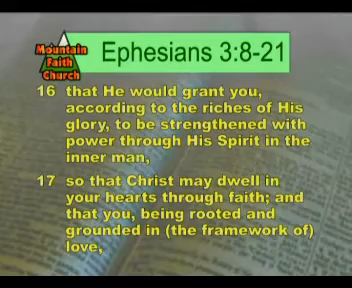 Mountain
Faith
Church
Ephesians 3:8-21
16 that He would grant you,
according to the riches of His
glory, to be strengthened with
power through His Spirit in the
inner man,
17 so that Christ may dwell in
your hearts through faith; and
that you, being rooted and
grounded in (the framework of)
love,